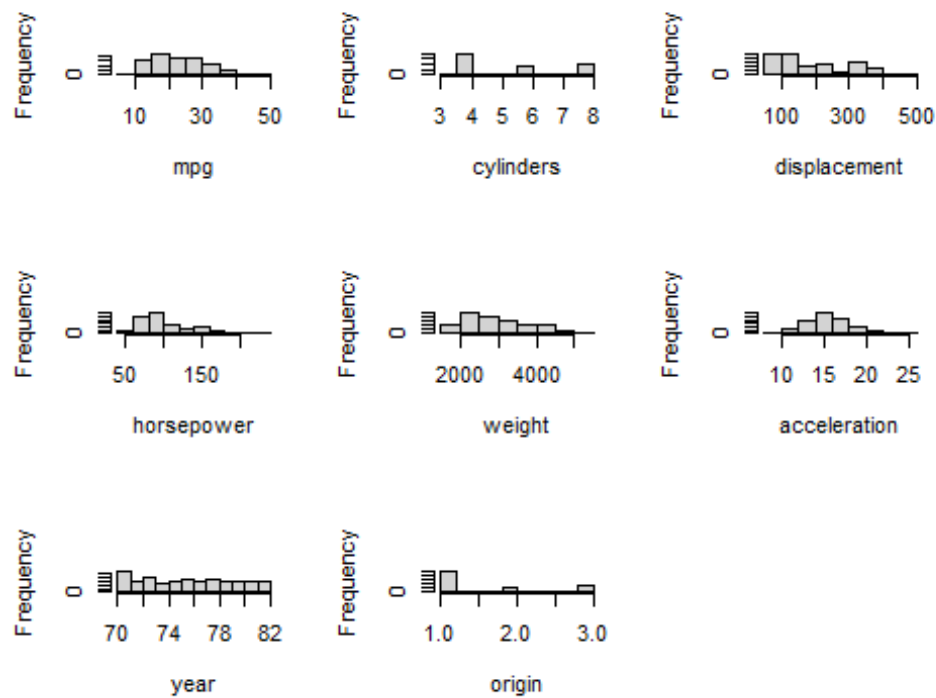 Frequency
0
10 30 50
mpg
Frequency
0
3 4 5 6 7 8
cylinders
Frequency
0
100 300 500
displacement
Frequency
0
50 150
horsepower
Frequency
0
2000 4000
weight
Frequency
0
10 15 20 25
acceleration
Frequency
0
70 74 78 82
year
Frequency
0
1.0 2.0 3.0
origin